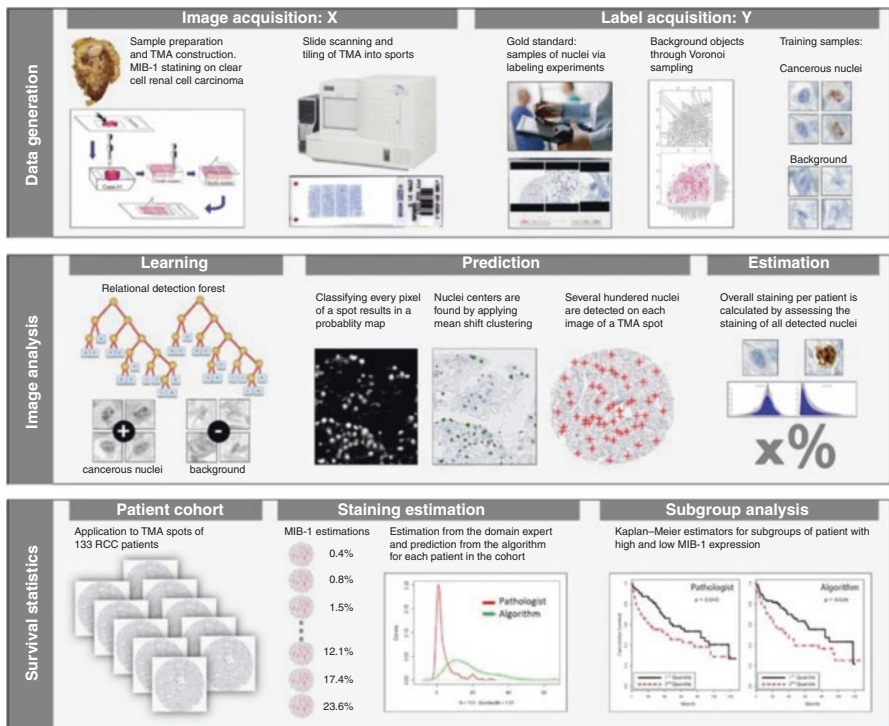 Data generation
Image acquisition: X
Sample preparation
and TMA construction.
MIB-1 statining on clear
cell renal cell carcinoma
Slide scanning and
tiling of TMA into sports
Label acquisition: Y
Gold standard:
samples of nuclei via
labeling experiments
Background objects
through Voronoi
sampling
Training samples:
Cancerous nuclei
Background
Image analysis
Learning
Relational detection forest
+
-
cancerous nuclei
background
Prediction
Classifying every pixel
of a spot results in a
probablity map
Nuclei centers are
found by applying
mean shift clustering
Several hundered nuclei
are detected on each
image of a TMA spot
Estimation
Overall staining per patient is
calculated by assessing the
staining of all detected nuclei
x%
Survival statistics
Patient cohort
Application to TMA spots of
133 RCC patients
Staining estimation
MIB-1 estimations
0.4%
0.8%
1.5%
12.1%
17.4%
23.6%
Estimation from the domain expert
and prediction from the algorithm
for each patient in the cohort
Pathologist
Algorithm
Density
Subgroup analysis
Kaplan–Meier estimators for subgroups of patient with
high and low MIB-1 expression
Pathologist
Algorithm